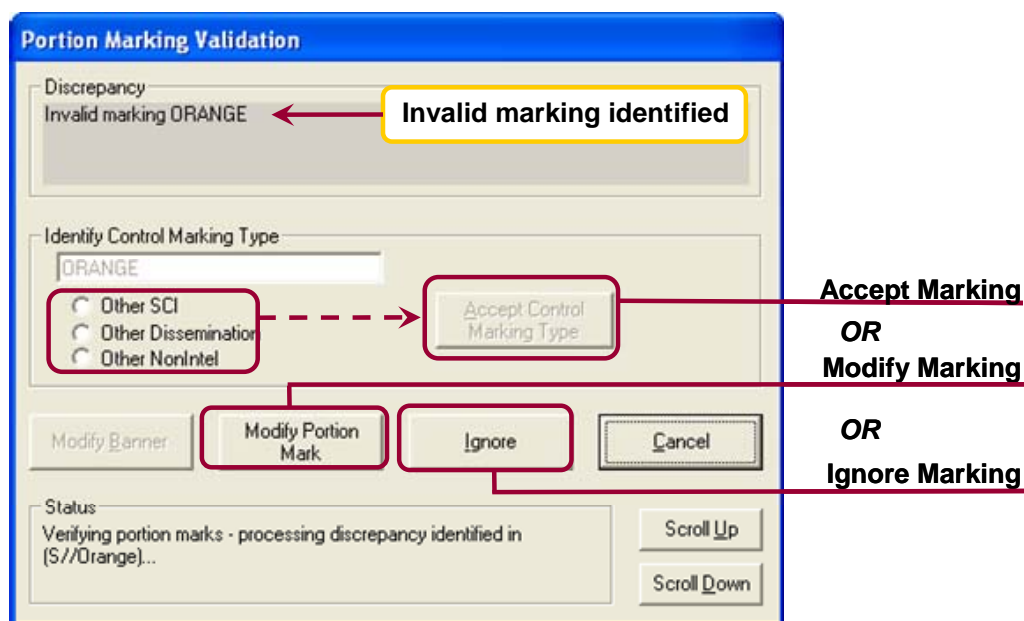 Portion Marking Validation
Discrepancy
Invalid marking ORANGE
Invalid marking identified
Identify Control Marking Type
ORANGE
Other SCI
Other Dissemination
Other NonIntel
Accept Control
Marking Type
Accept Marking
OR
Modify Marking
OR
Ignore Marking
Modify Banner
Modify Portion
Mark
Ignore
Cancel
Status
Verifying portion marks - processing discrepancy identified in
(S//Orange)...
Scroll Up
Scroll Down